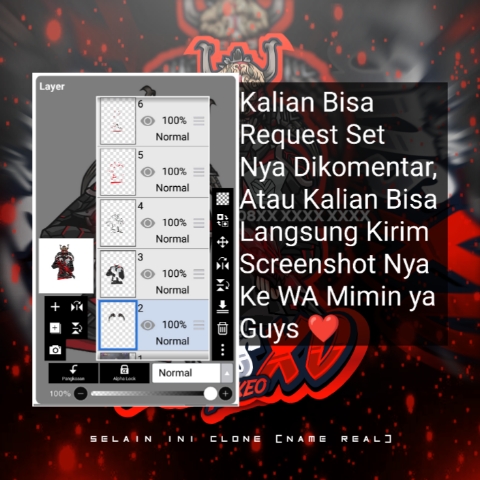 Layer
6
100%
Normal
5
100%
Normal
4
100%
Normal
3
100%
Normal
2
100%
Normal
1
Alpha Lock
Normal
100%
Kalian Bisa
Request Set
Nya Dikomentar,
Atau Kalian Bisa
08XX XXXX XXXX
Langsung Kirim
Screenshot Nya
Ke WA Mimin ya
Guys ❤️
KEO
SELAIN INI CLONE [NAME REAL]